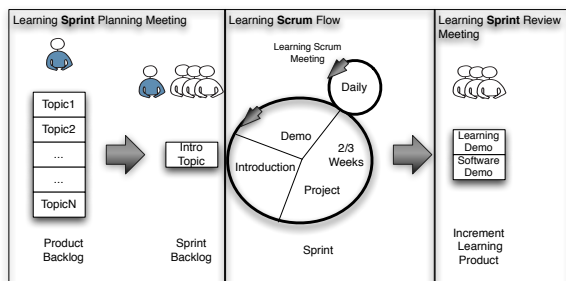 Learning Sprint Planning Meeting
Topic1
Topic2
...
...
TopicN
Product
Backlog
Intro
Topic
Sprint
Backlog
Learning Scrum Flow
Learning Scrum
Meeting
Daily
Demo
2/3
Weeks
Introduction
Project
Sprint
Learning Sprint Review
Meeting
Learning
Demo
Software
Demo
Increment
Learning
Product